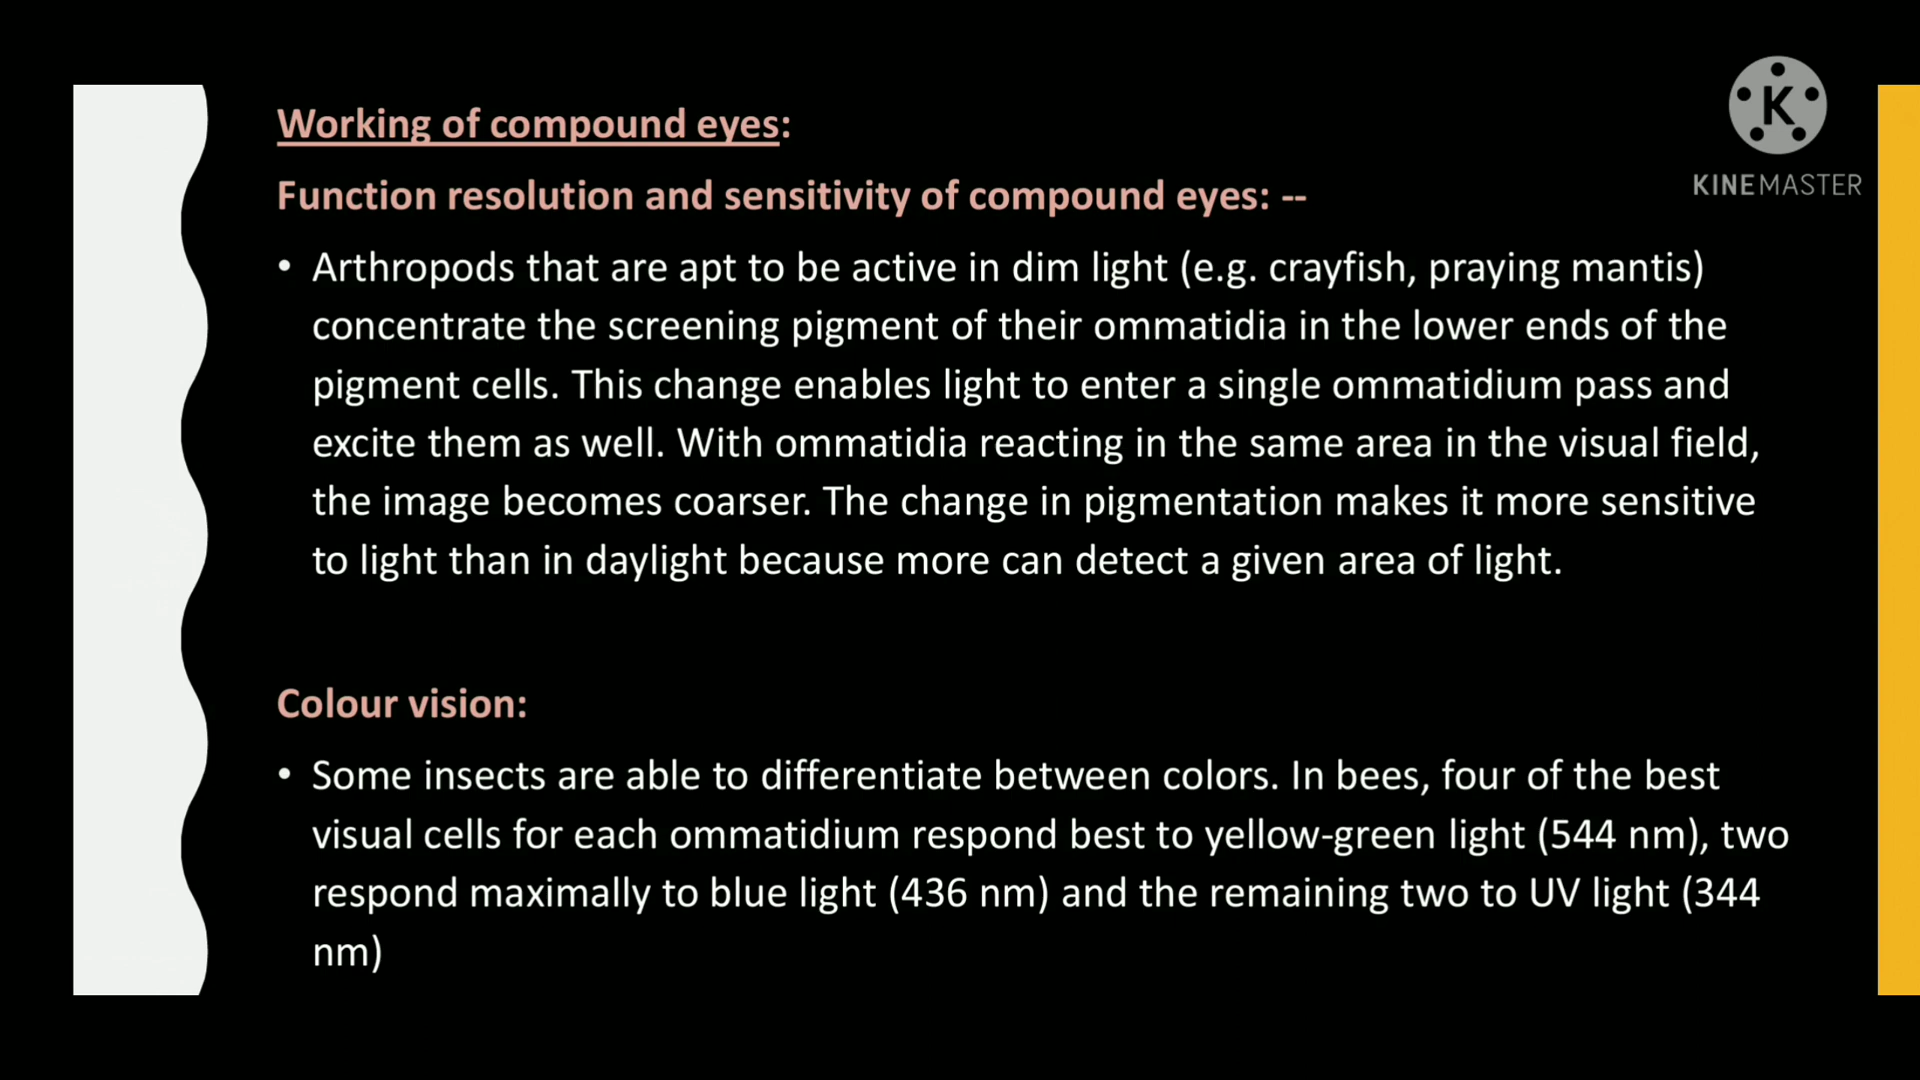 Working of compound eyes:
K
KINEMASTER
Function resolution and sensitivity of compound eyes: --
• Arthropods that are apt to be active in dim light (e.g. crayfish, praying mantis)
concentrate the screening pigment of their ommatidia in the lower ends of the
pigment cells. This change enables light to enter a single ommatidium pass and
excite them as well. With ommatidia reacting in the same area in the visual field,
the image becomes coarser. The change in pigmentation makes it more sensitive
to light than in daylight because more can detect a given area of light.
Colour vision:
• Some insects are able to differentiate between colors. In bees, four of the best
visual cells for each ommatidium respond best to yellow-green light (544 nm), two
respond maximally to blue light (436 nm) and the remaining two to UV light (344
nm)